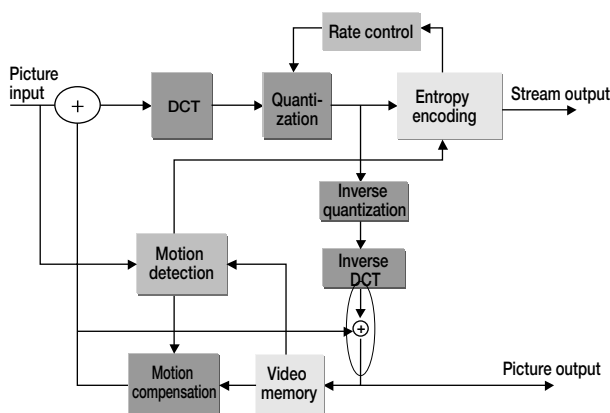 Rate control
Picture
input
+
DCT
Quanti-
zation
Entropy
encoding
Stream output
Inverse
quantization
Motion
detection
Inverse
DCT
+
Motion
compensation
Video
memory
Picture output